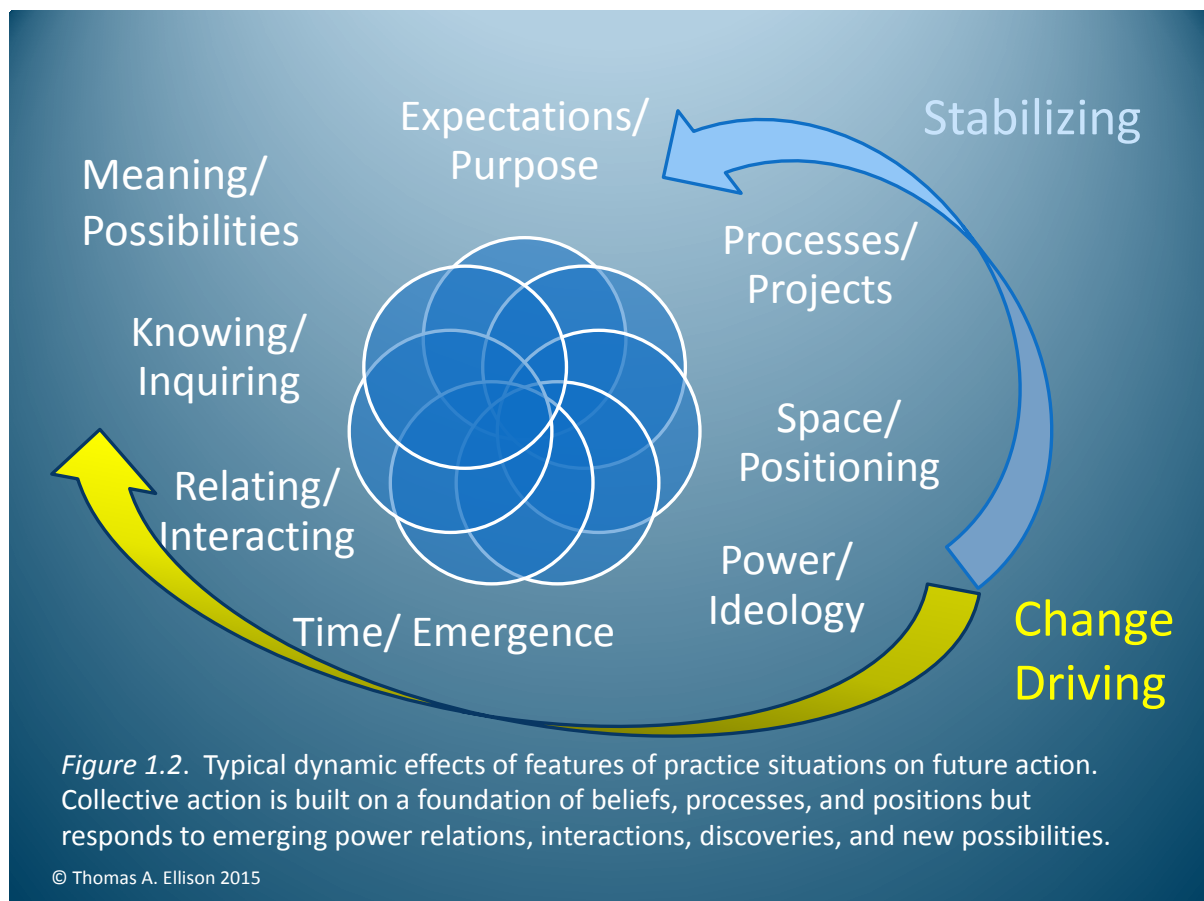 Expectations/
Purpose
Stabilizing
Meaning/
Possibilities
Processes/
Projects
Knowing/
Inquiring
Space/
Positioning
Relating/
Interacting
Power/
Ideology
Time/ Emergence
Change
Driving
Figure 1.2.  Typical dynamic effects of features of practice situations on future action.
Collective action is built on a foundation of beliefs, processes, and positions but
responds to emerging power relations, interactions, discoveries, and new possibilities.
© Thomas A. Ellison 2015